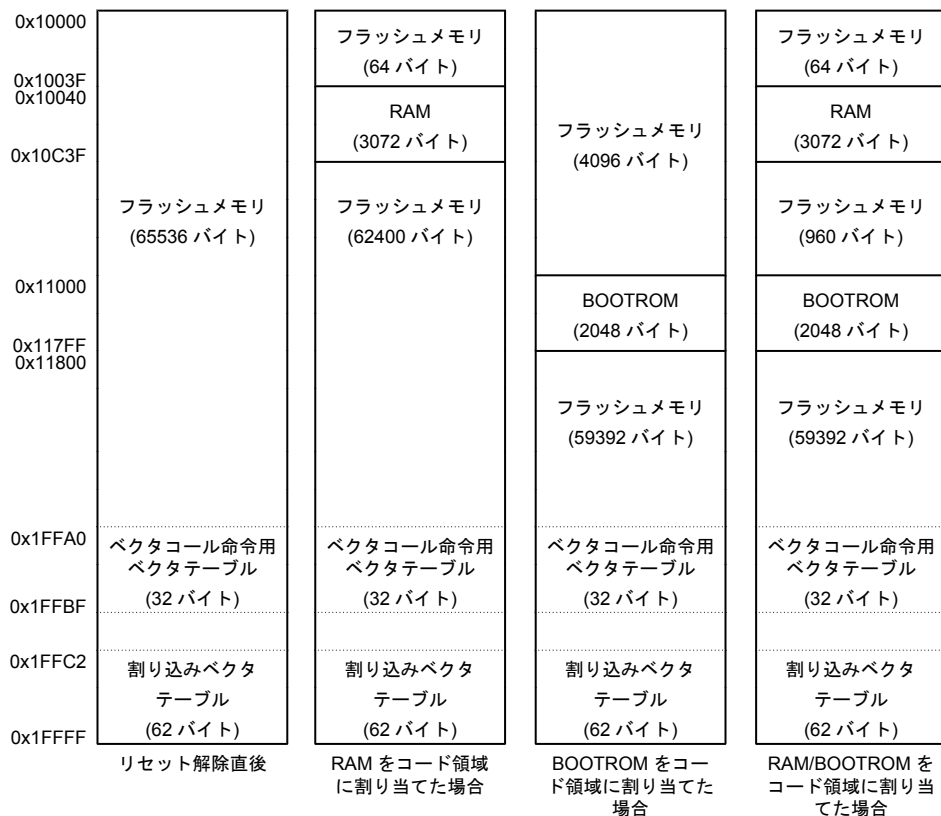 0x10000
0x1003F
0x10040
0x10C3F
0x11000
0x117FF
0x11800
0x1FFA0
0x1FFBF
0x1FFC2
0x1FFFF
フラッシュメモリ
(65536 バイト)
ベクタコール命令用
ベクタテーブル
(32 バイト)
割り込みベクタ
テーブル
(62 バイト)
リセット解除直後
フラッシュメモリ
(64 バイト)
RAM
(3072 バイト)
フラッシュメモリ
(62400 バイト)
ベクタコール命令用
ベクタテーブル
(32 バイト)
割り込みベクタ
テーブル
(62 バイト)
RAM をコード領域
に割り当てた場合
フラッシュメモリ
(4096 バイト)
BOOTROM
(2048 バイト)
フラッシュメモリ
(59392 バイト)
ベクタコール命令用
ベクタテーブル
(32 バイト)
割り込みベクタ
テーブル
(62 バイト)
BOOTROM をコー
ド領域に割り当てた
場合
フラッシュメモリ
(64 バイト)
RAM
(3072 バイト)
フラッシュメモリ
(960 バイト)
BOOTROM
(2048 バイト)
フラッシュメモリ
(59392 バイト)
ベクタコール命令用
ベクタテーブル
(32 バイト)
割り込みベクタ
テーブル
(62 バイト)
RAM/BOOTROM を
コード領域に割り当
てた場合